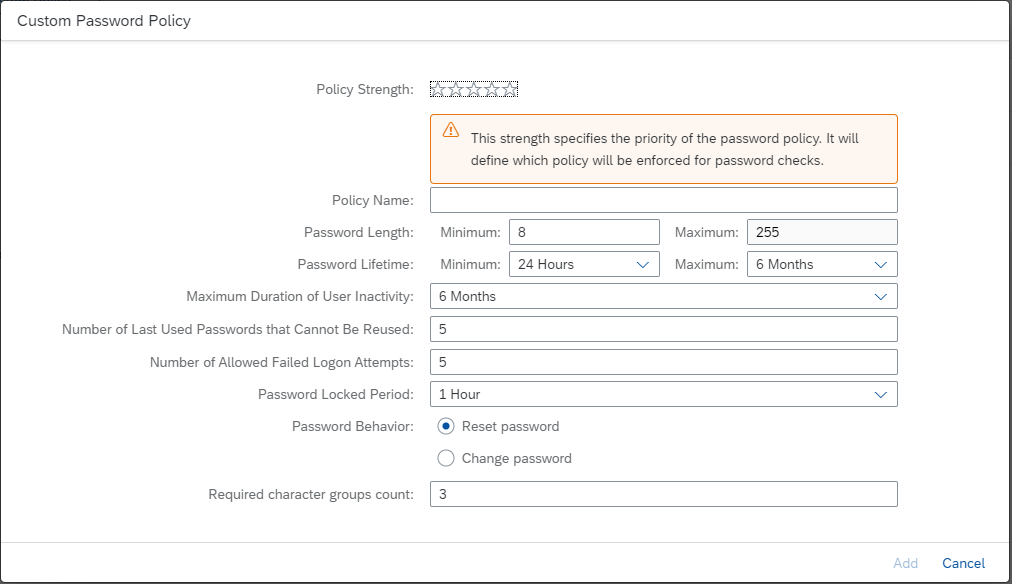 Custom Password Policy
Policy Strength:
This strength specifies the priority of the password policy. It will
define which policy will be enforced for password checks.
Policy Name:
Password Length: Minimum: 8 Maximum: 255
Password Lifetime: Minimum: 24 Hours Maximum: 6 Months
Maximum Duration of User Inactivity: 6 Months
Number of Last Used Passwords that Cannot Be Reused: 5
Number of Allowed Failed Logon Attempts: 5
Password Locked Period: 1 Hour
Password Behavior: Reset password
Change password
Required character groups count: 3
Add Cancel